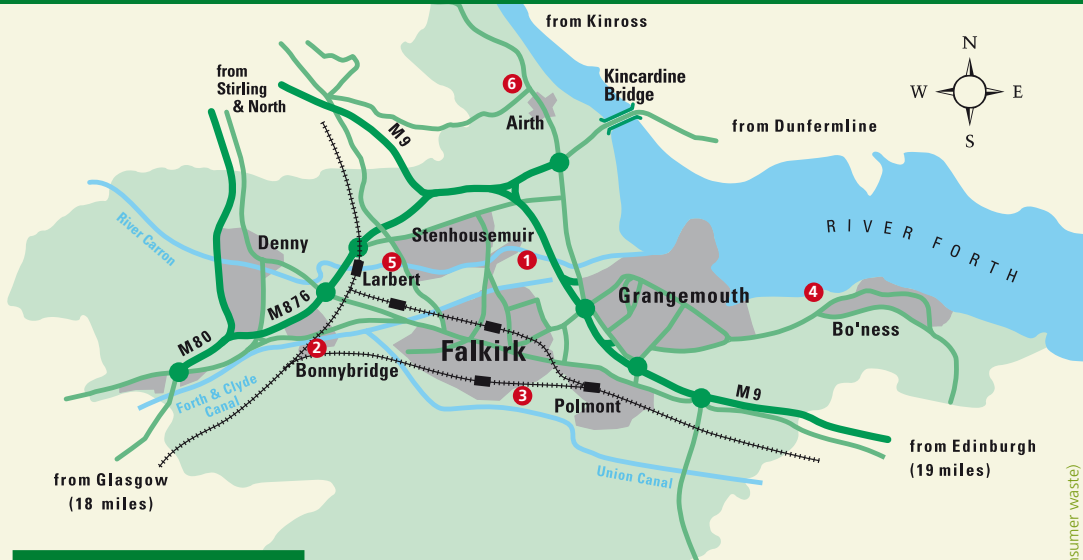 from Kinross
N
W
E
S
from
Stirling
& North
6
Kincardine
Bridge
M9
Airth
from Dunfermline
River Carron
Denny
Stenhousemuir
RIVER FORTH
5
1
Larbert
Grangemouth
4
M876
Bo'ness
M80
2
Falkirk
Bonnybridge
3
Forth & Clyde
Canal
Polmont
M9
from Glasgow
(18 miles)
Union Canal
from Edinburgh
(19 miles)
sumer waste)